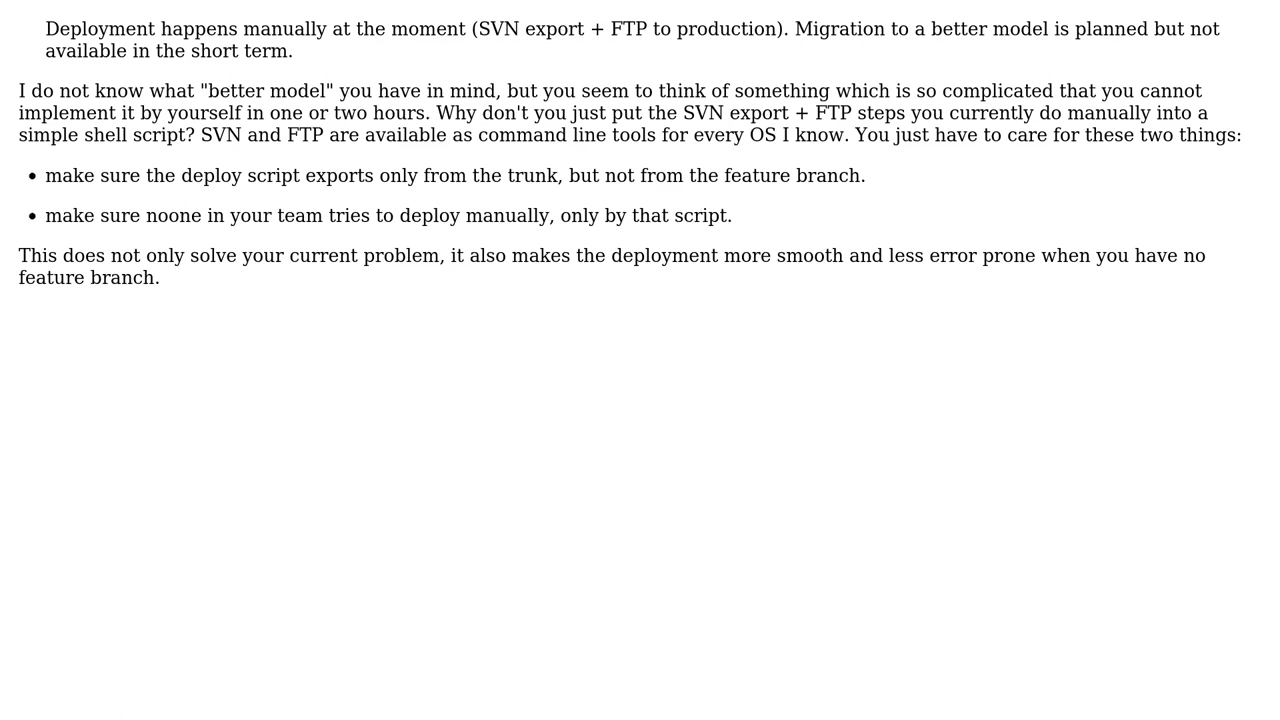 Deployment happens manually at the moment (SVN export + FTP to production). Migration to a better model is planned but not
available in the short term.
I do not know what "better model" you have in mind, but you seem to think of something which is so complicated that you cannot
implement it by yourself in one or two hours. Why don't you just put the SVN export + FTP steps you currently do manually into a
simple shell script? SVN and FTP are available as command line tools for every OS I know. You just have to care for these two things:
• make sure the deploy script exports only from the trunk, but not from the feature branch.
• make sure noone in your team tries to deploy manually, only by that script.
This does not only solve your current problem, it also makes the deployment more smooth and less error prone when you have no
feature branch.